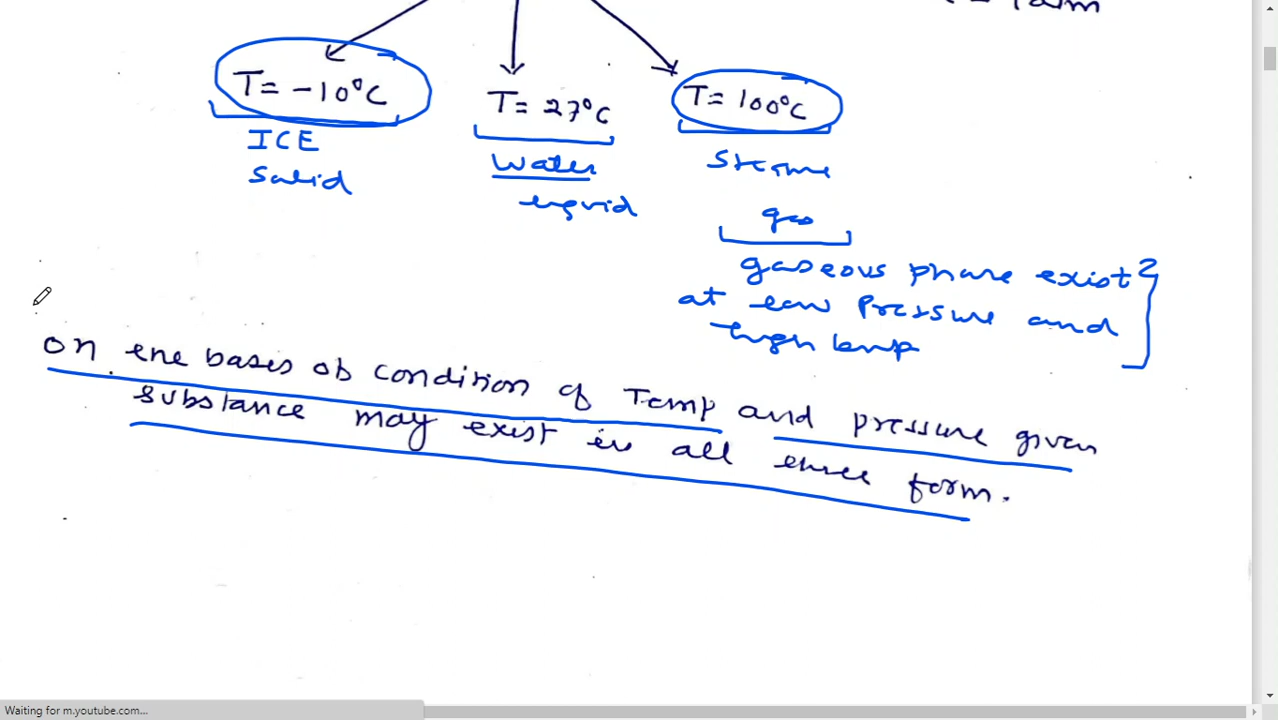 T = -10°C
T = 27°C
T = 100°C
ICE
Solid
Water
liquid
Steame
gas
gaseous phase exist
at low Pressure and
high temp
on the bases of condition of Temp and pressure given
substance may exist in all three form.
Waiting for m.youtube.com...